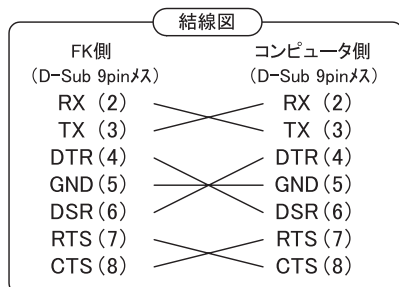 結線図
FK側 コンピュータ側
(D-Sub 9pinメス) (D-Sub 9pinメス)
RX (2) RX (2)
TX (3) TX (3)
DTR (4) DTR (4)
GND (5) GND (5)
DSR (6) DSR (6)
RTS (7) RTS (7)
CTS (8) CTS (8)